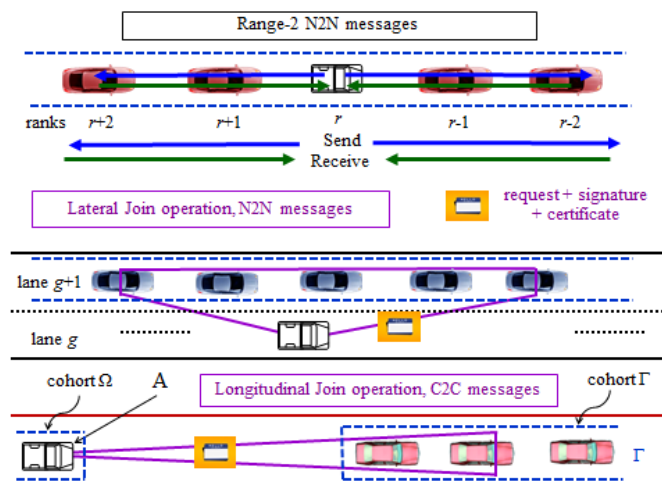 Range-2 N2N messages
ranks r+2 r+1 r r-1 r-2
Send
Receive
Lateral Join operation, N2N messages
request + signature
+ certificate
lane g+1
lane g
cohort Ω A Longitudinal Join operation, C2C messages cohort Γ
Γ